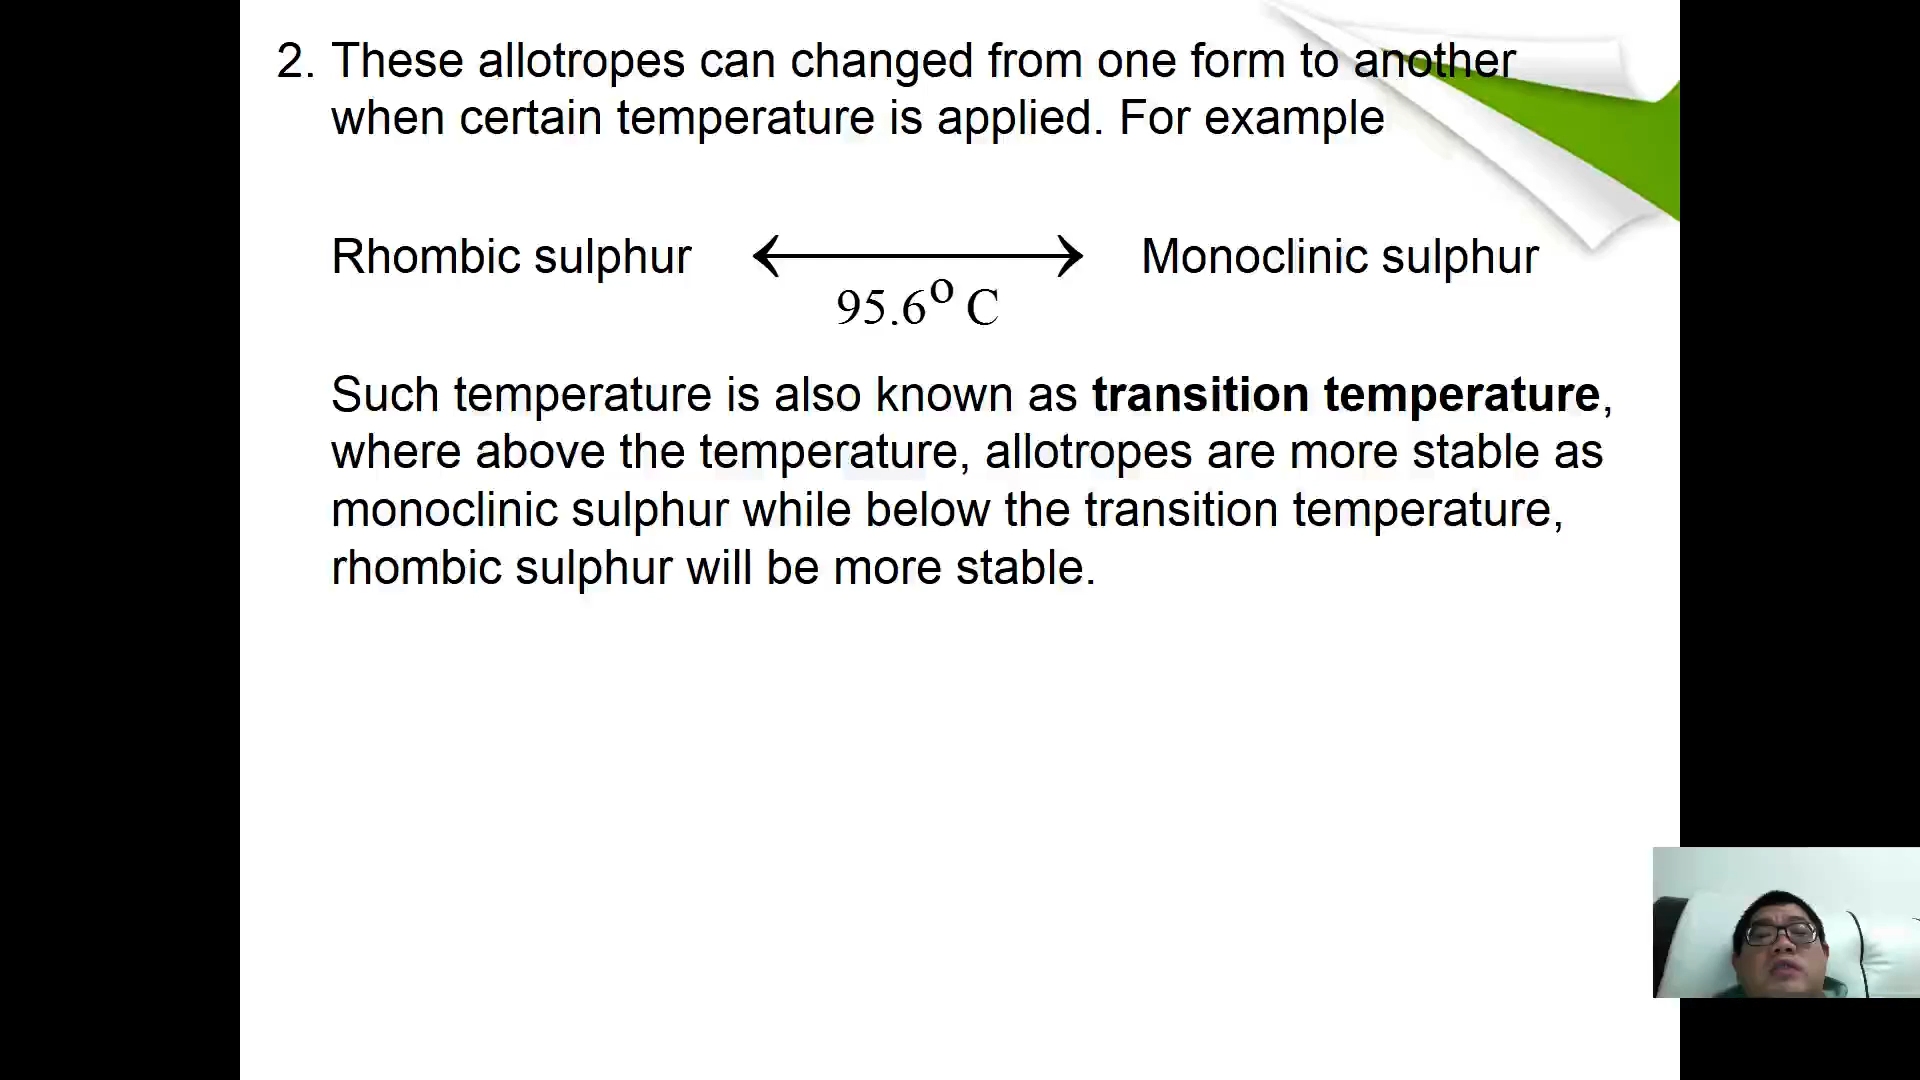 2. These allotropes can changed from one form to another
when certain temperature is applied. For example
Rhombic sulphur
Monoclinic sulphur
95.6° C
Such temperature is also known as transition temperature,
where above the temperature, allotropes are more stable as
monoclinic sulphur while below the transition temperature,
rhombic sulphur will be more stable.